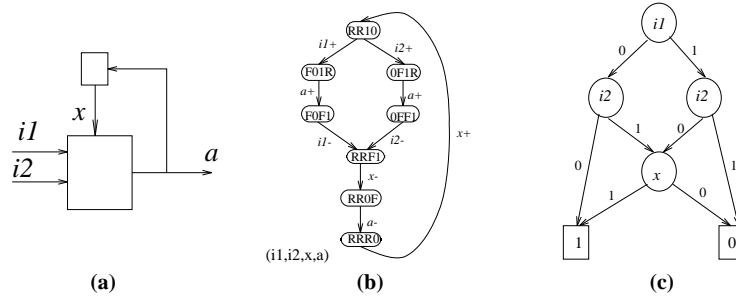 x
i1
i2
a
(a)
RR10
i1+
i2+
F01R
0F1R
a+
a+
F0F1
0FF1
i1-
i2-
RRF1
x-
x+
RR0F
a-
RRR0
(i1,i2,x,a)
(b)
i1
0
1
i2
i2
1
0
0
x
1
1
0
1
0
(c)